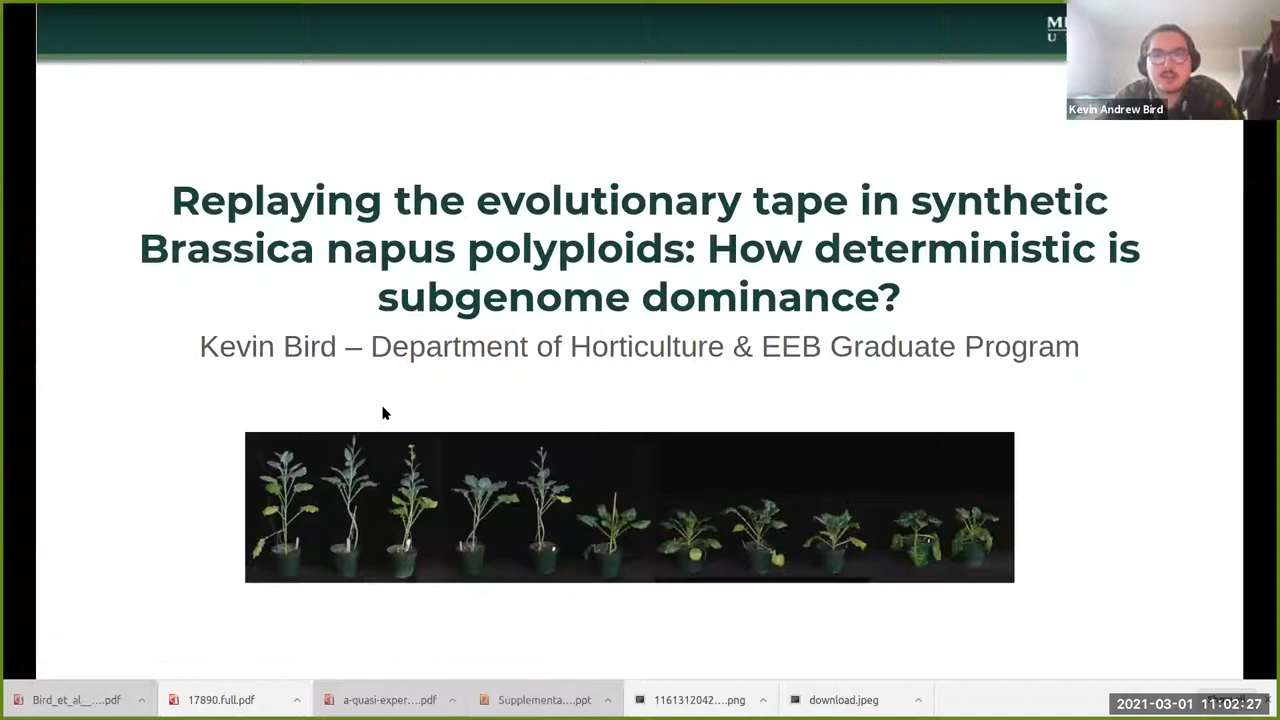 Kevin Andrew Bird
Replaying the evolutionary tape in synthetic
Brassica napus polyploids: How deterministic is
subgenome dominance?
Kevin Bird – Department of Horticulture & EEB Graduate Program
Bird_et_al__....pdf
17890.full.pdf
a-quasi-exper....pdf
Supplementa....ppt
1161312042....png
download.jpeg
2021-03-01 11:02:27